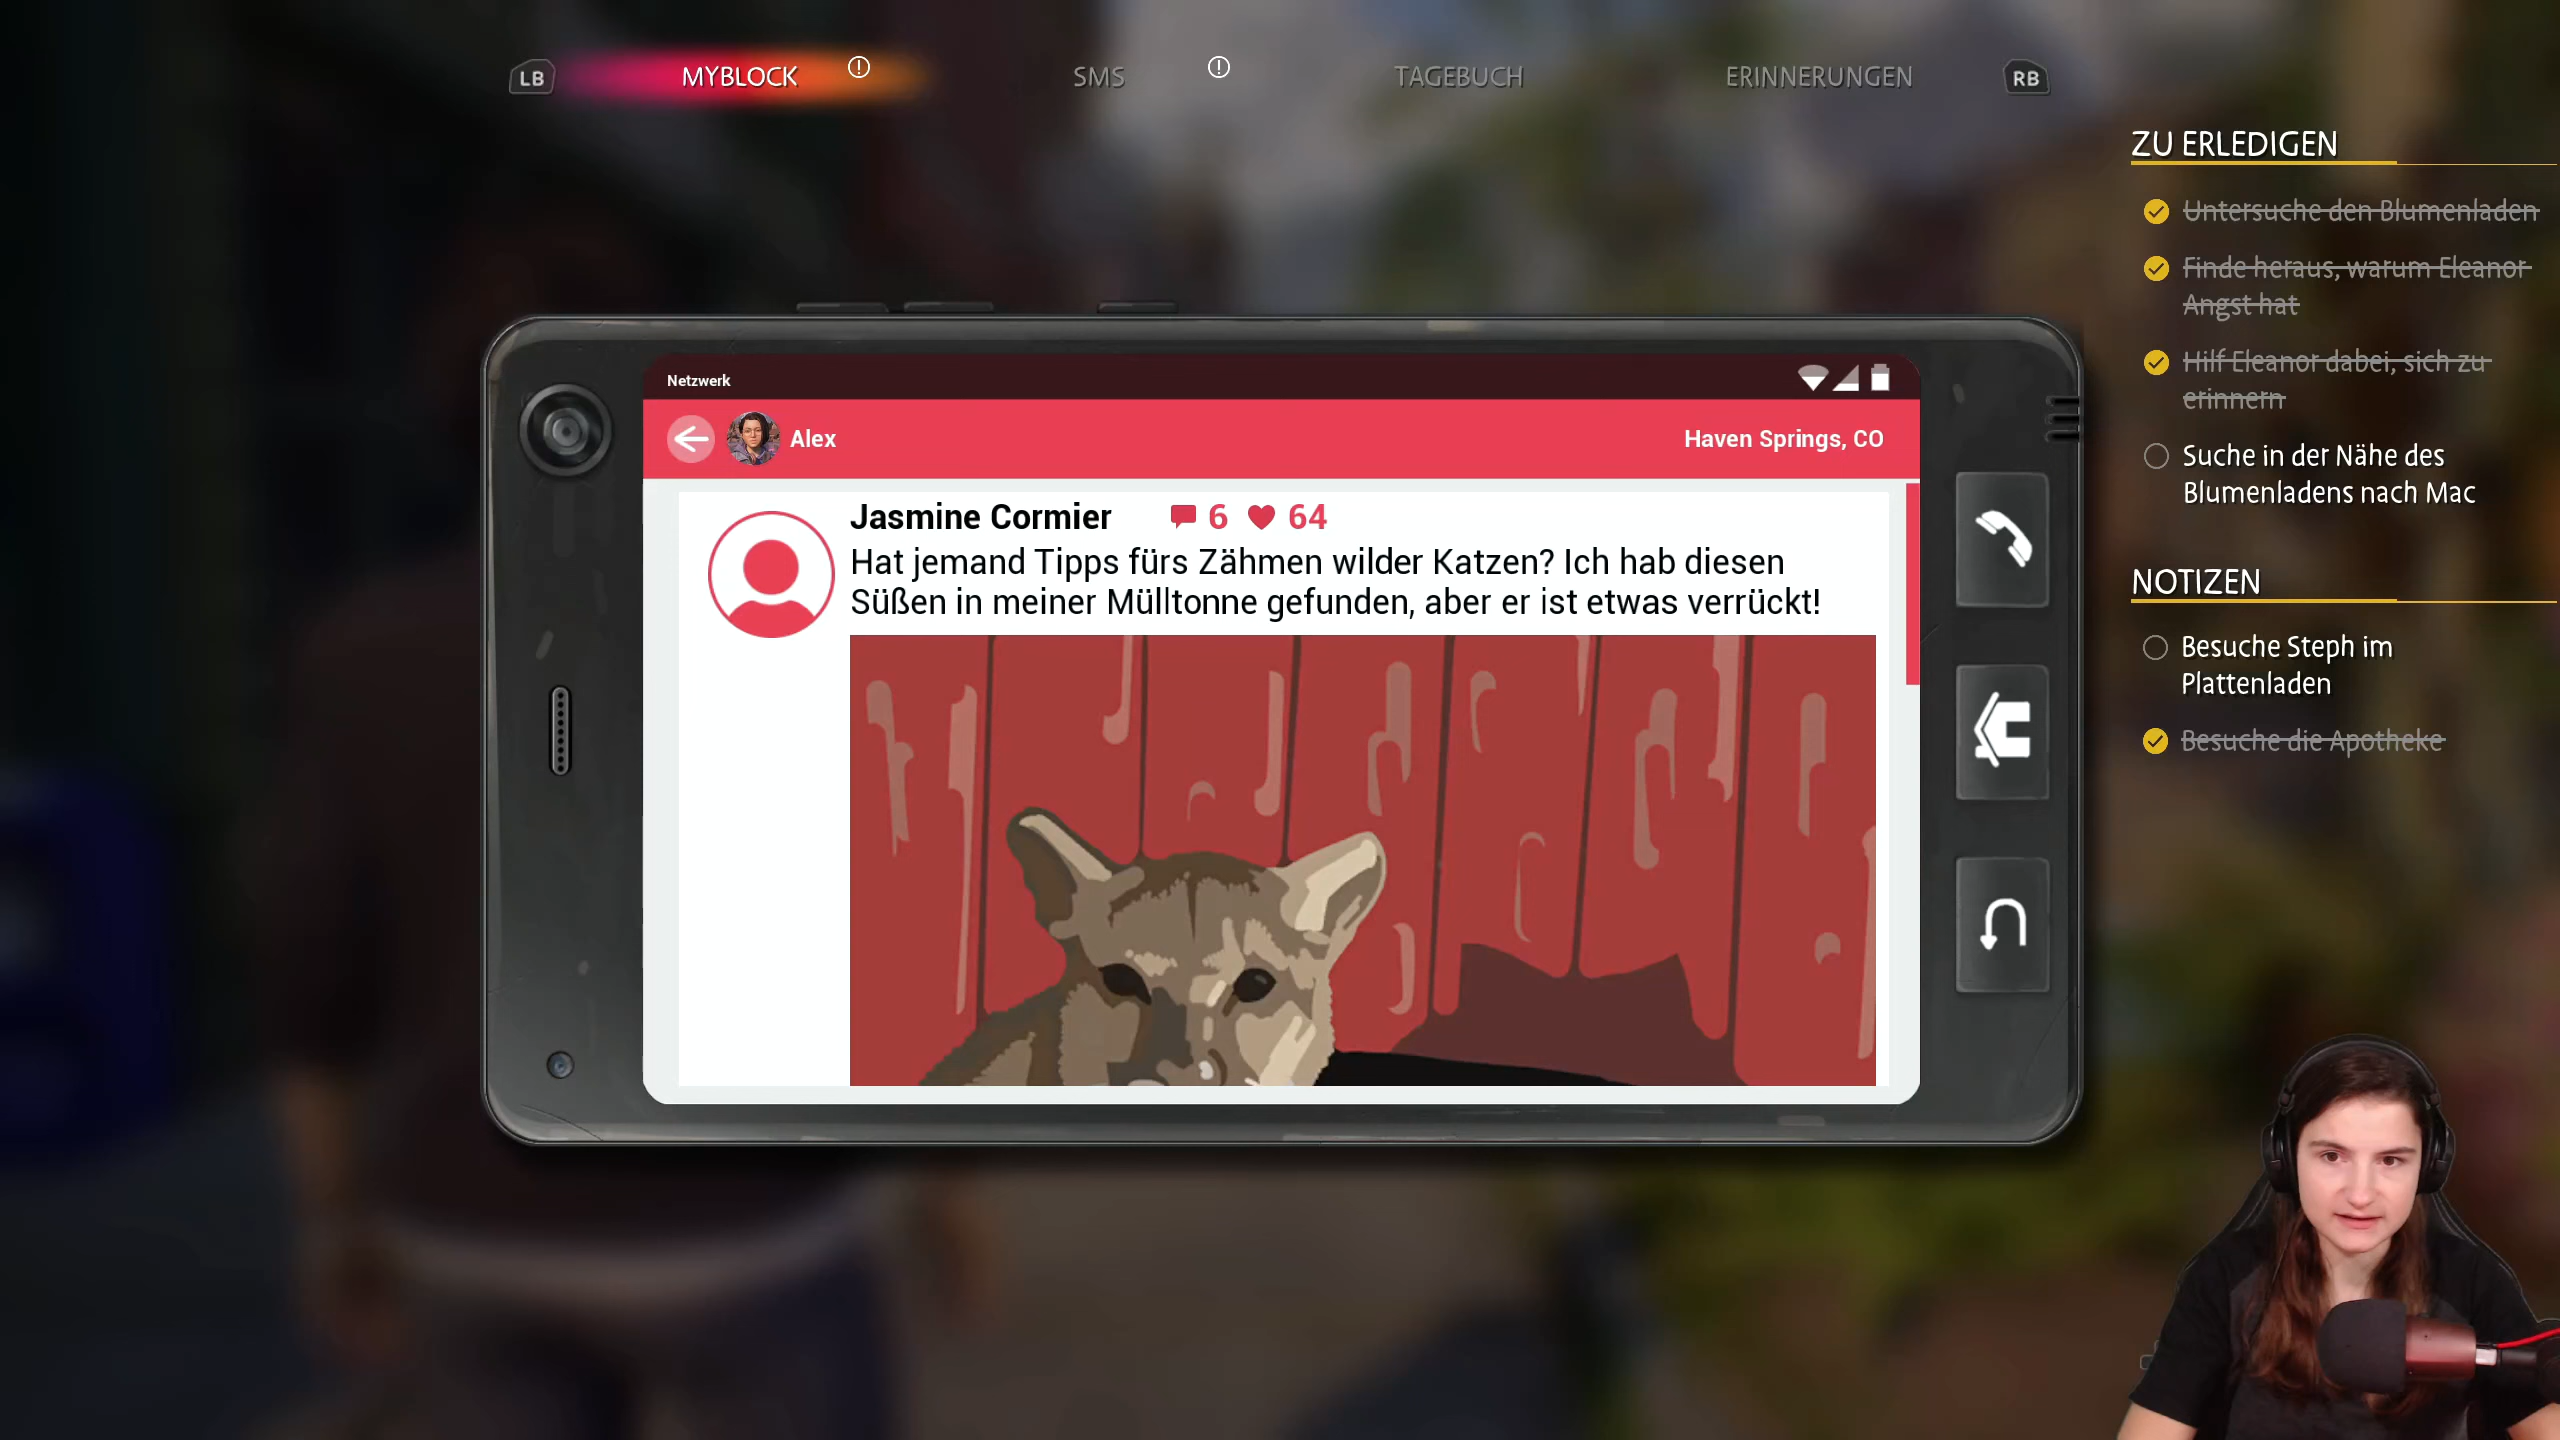 LB
MYBLOCK
SMS
TAGEBUCH
ERINNERUNGEN
RB
Netzwerk
Alex
Haven Springs, CO
Jasmine Cormier 6 64
Hat jemand Tipps fürs Zähmen wilder Katzen? Ich hab diesen
Süßen in meiner Mülltonne gefunden, aber er ist etwas verrückt!
ZU ERLEDIGEN
Untersuche den Blumenladen
Finde heraus, warum Eleanor
Angst hat
Hilf Eleanor dabei, sich zu
erinnern
Suche in der Nähe des
Blumenladens nach Mac
NOTIZEN
Besuche Steph im
Plattenladen
Besuche die Apotheke